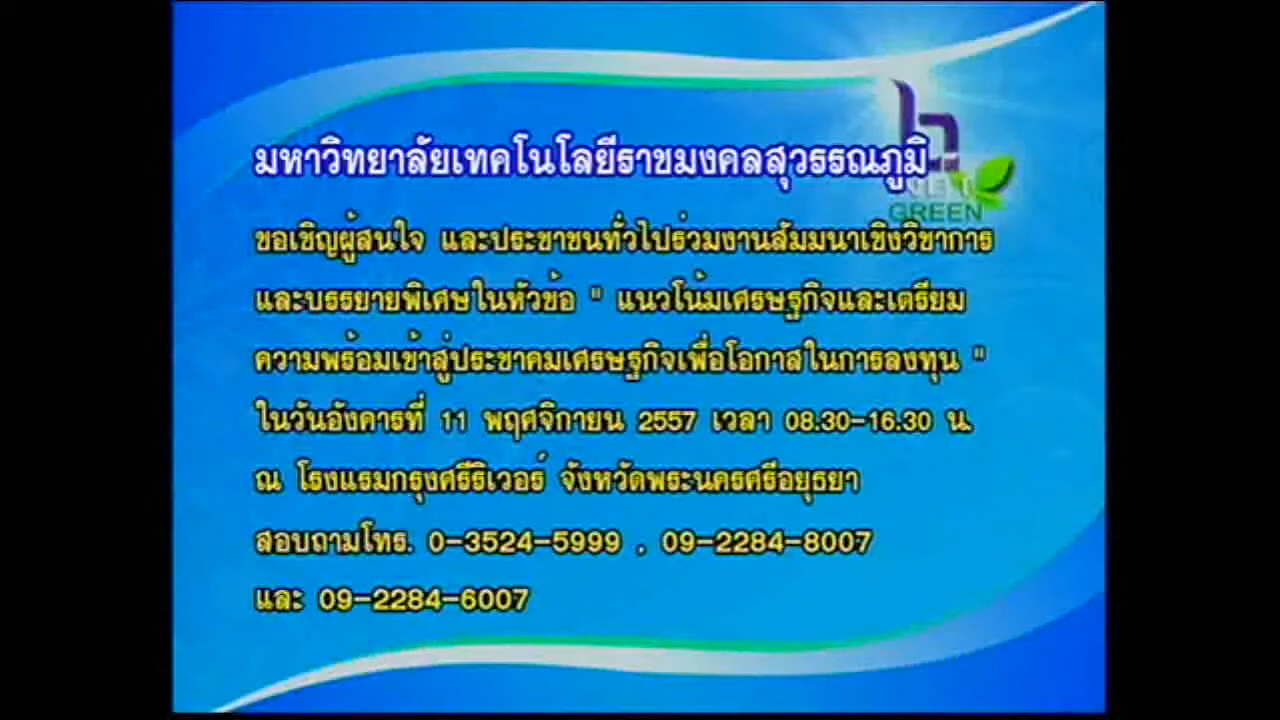 มหาวิทยาลัยเทคโนโลยีราชมงคลสุวรรณภูมิ
GREEN
ขอเชิญผู้สนใจ และประชาชนทั่วไปร่วมงานสัมมนาเชิงวิชาการ
และบรรยายพิเศษในหัวข้อ " แนวโน้มเศรษฐกิจและเตรียม
ความพร้อมเข้าสู่ประชาคมเศรษฐกิจเพื่อโอกาสในการลงทุน "
ในวันอังคารที่ 11 พฤศจิกายน 2557 เวลา 08.30-16.30 น.
ณ โรงแรมกรุงศรีริเวอร์ จังหวัดพระนครศรีอยุธยา
สอบถามโทร. 0-3524-5999 , 09-2284-8007
และ 09-2284-6007